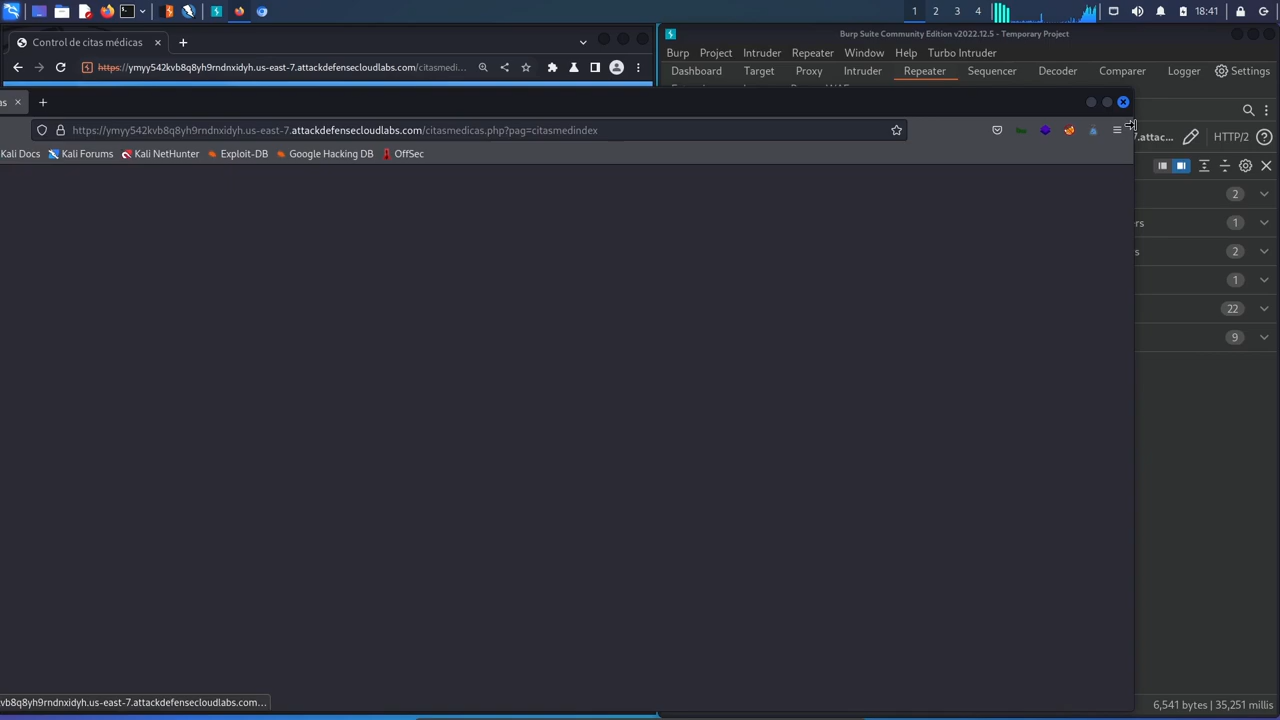 1 2 3 4 18:41
Control de citas médicas
Burp Suite Community Edition v2022.12.5 - Temporary Project
https://ymyy542kvb8q8yh9rndnxidyh.us-east-7.attackdefensecloudlabs.com/citasmedi...
Burp Project Intruder Repeater Window Help Turbo Intruder
Dashboard Target Proxy Intruder Repeater Sequencer Decoder Comparer Logger Settings
as
https://ymyy542kvb8q8yh9rndnxidyh.us-east-7.attackdefensecloudlabs.com/citasmedicas.php?pag=citasmedindex
7.attac... HTTP/2
Kali Docs Kali Forums Kali NetHunter Exploit-DB Google Hacking DB OffSec
2
rs 1
s 2
1
22
9
vb8q8yh9rndnxidyh.us-east-7.attackdefensecloudlabs.com...
6,541 bytes | 35,251 millis